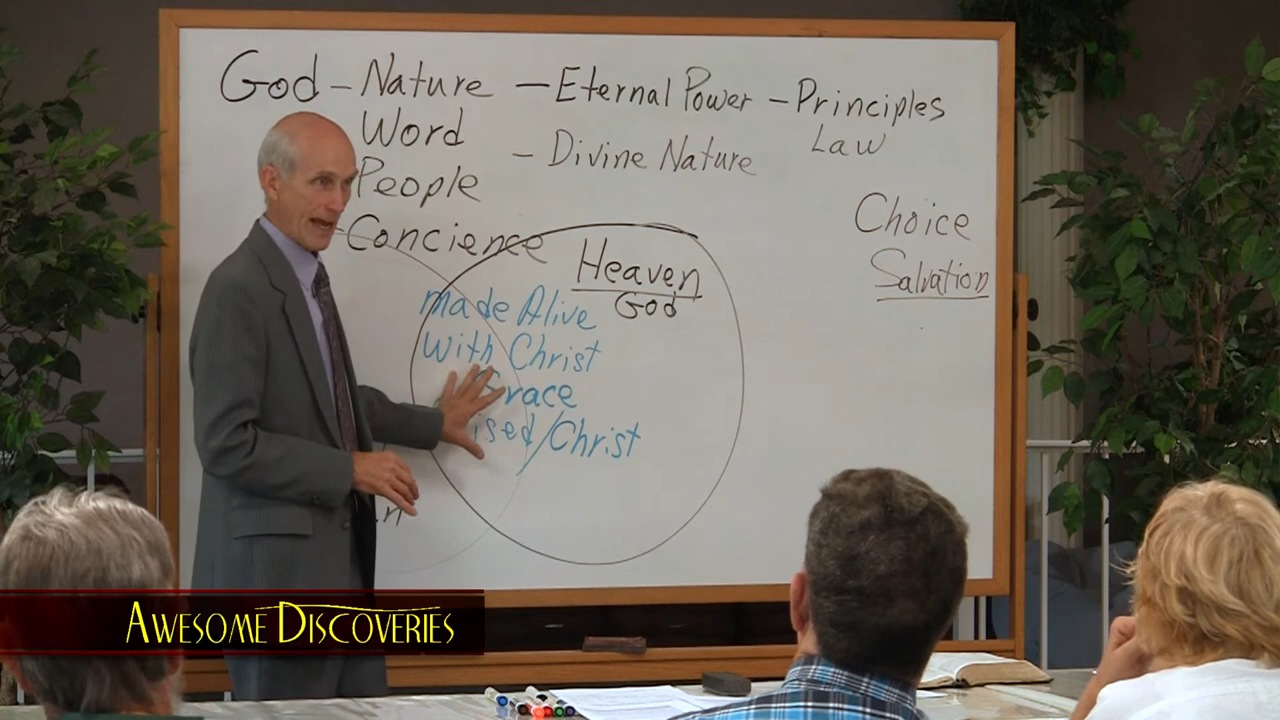 God – Nature – Eternal Power – Principles
Word
Law
– Divine Nature
People
Choice
Concience
Heaven
God
Salvation
made Alive
With Christ
Grace
ised/Christ
AWESOME DISCOVERIES